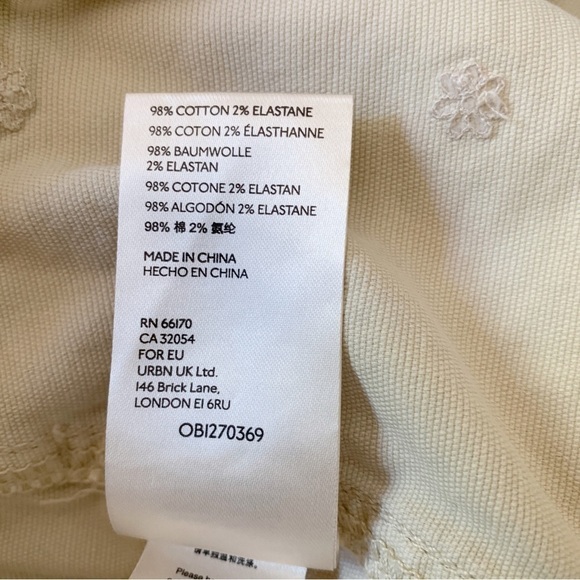 98% COTTON 2% ELASTANE
98% COTON 2% ÉLASTHANNE
98% BAUMWOLLE
2% ELASTAN
98% COTONE 2% ELASTAN
98% ALGODÓN 2% ELASTANE
98% 棉 2% 氨纶
MADE IN CHINA
HECHO EN CHINA
RN 66170
CA 32054
FOR EU
URBN UK Ltd.
146 Brick Lane,
LONDON E1 6RU
OB1270369
Please